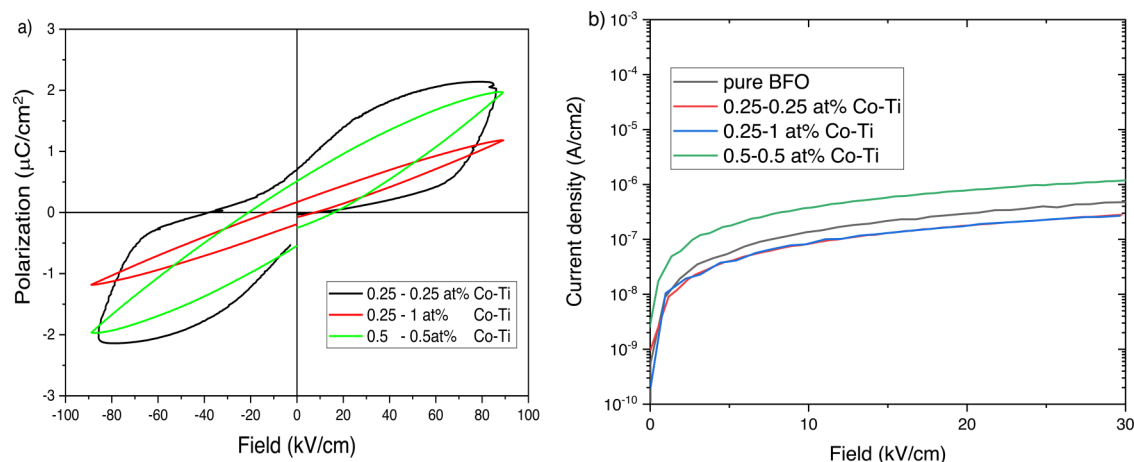 a)
Polarization (µC/cm²)
3
2
1
0
-1
-2
-3
-100 -80 -60 -40 -20 0 20 40 60 80 100
Field (kV/cm)
0.25 - 0.25 at% Co-Ti
0.25 - 1 at% Co-Ti
0.5 - 0.5at% Co-Ti
b)
Current density (A/cm2)
10⁻³
10⁻⁴
10⁻⁵
10⁻⁶
10⁻⁷
10⁻⁸
10⁻⁹
10⁻¹⁰
0 5 10 15 20 25 30
Field (kV/cm)
pure BFO
0.25-0.25 at% Co-Ti
0.25-1 at% Co-Ti
0.5-0.5 at% Co-Ti